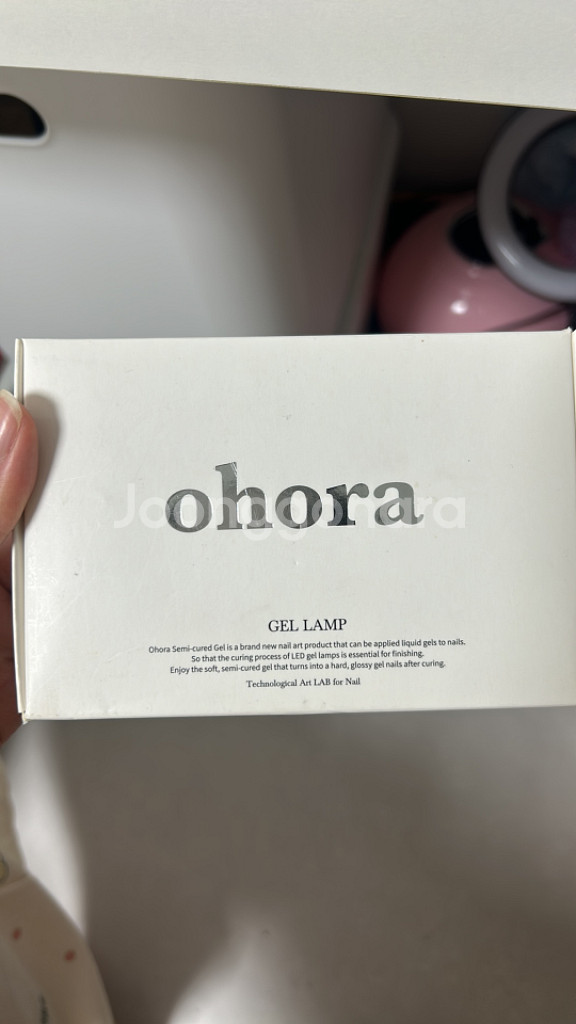 ohora
Joonggonara
GEL LAMP
Ohora Semi-cured Gel is a brand new nail art product that can be applied liquid gels to nails.
So that the curing process of LED gel lamps is essential for finishing.
Enjoy the soft, semi-cured gel that turns into a hard, glossy gel nails after curing.
Technological Art LAB for Nail